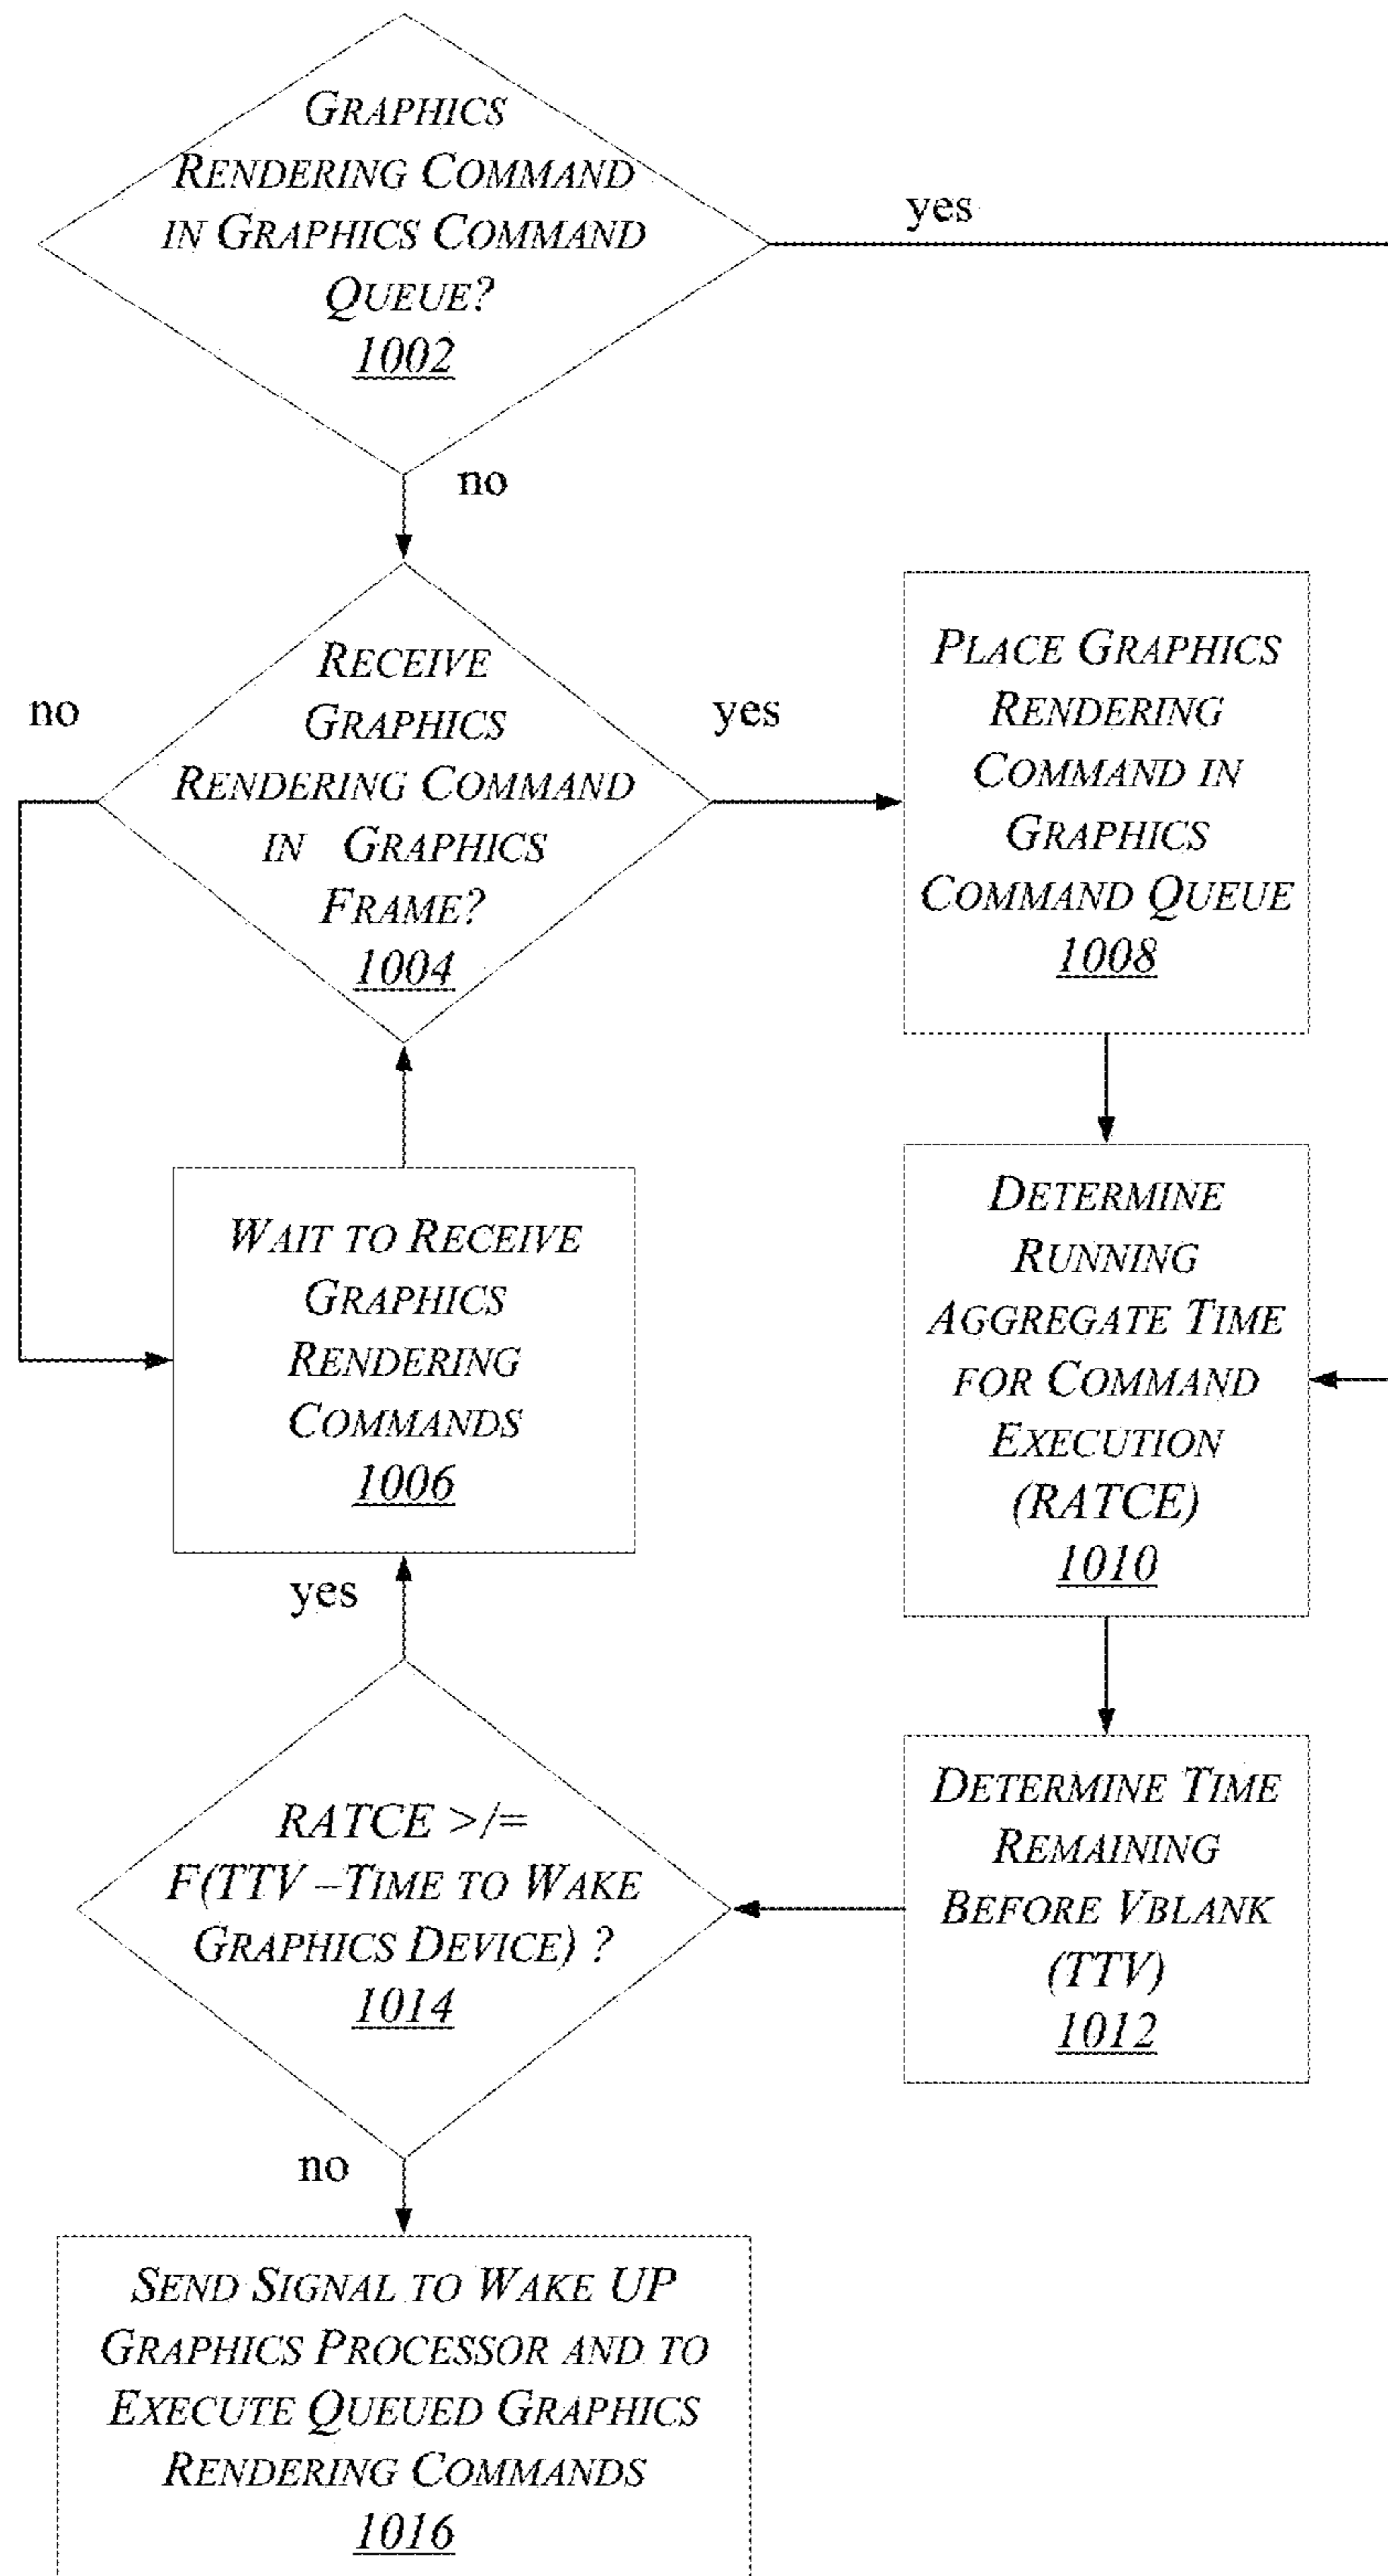 GRAPHICS
RENDERING COMMAND
IN GRAPHICS COMMAND
QUEUE?
1002
yes
no
RECEIVE
GRAPHICS
RENDERING COMMAND
IN GRAPHICS
FRAME?
1004
no
yes
PLACE GRAPHICS
RENDERING
COMMAND IN
GRAPHICS
COMMAND QUEUE
1008
WAIT TO RECEIVE
GRAPHICS
RENDERING
COMMANDS
1006
DETERMINE
RUNNING
AGGREGATE TIME
FOR COMMAND
EXECUTION
(RATCE)
1010
yes
RATCE >/=
F(TTV –TIME TO WAKE
GRAPHICS DEVICE) ?
1014
DETERMINE TIME
REMAINING
BEFORE VBLANK
(TTV)
1012
no
SEND SIGNAL TO WAKE UP
GRAPHICS PROCESSOR AND TO
EXECUTE QUEUED GRAPHICS
RENDERING COMMANDS
1016